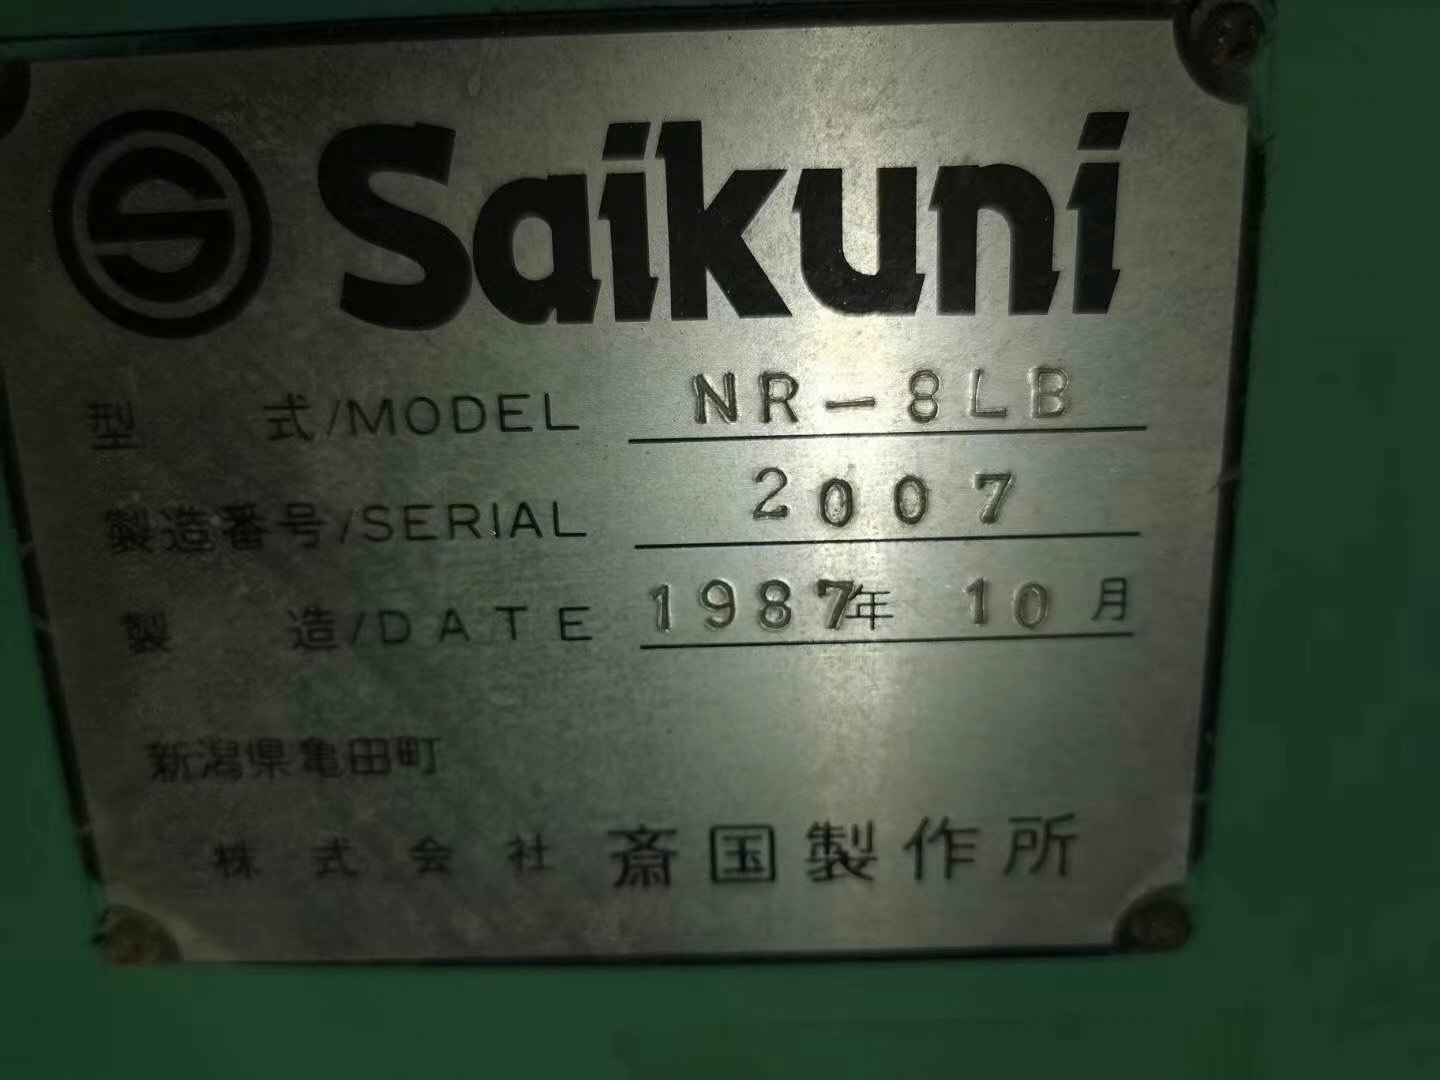 Saikuni
型 式/MODEL NR-8LB
製造番号/SERIAL 2007
製 造/DATE 1987年 10月
新潟県亀田町
株式会社 斎国製作所